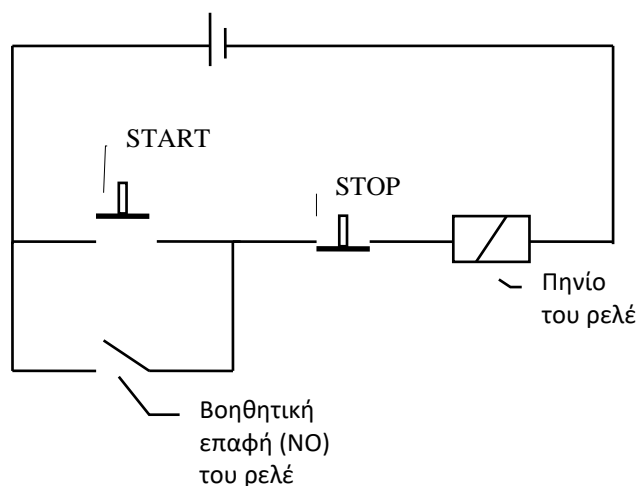 START
STOP
Πηνίο
του ρελέ
Βοηθητική
επαφή (NO)
του ρελέ